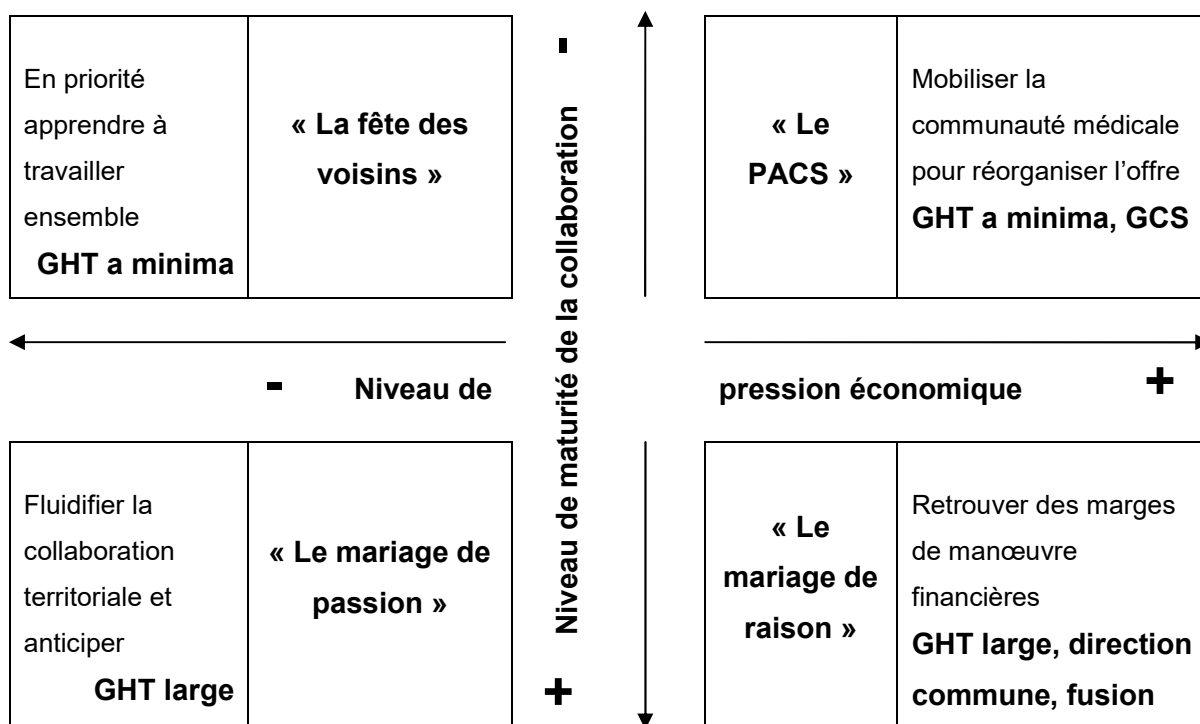 En priorité
apprendre à
travailler
ensemble
GHT a minima
« La fête des
voisins »
-
Niveau de maturité de la collaboration
+
« Le
PACS »
Mobiliser la
communauté médicale
pour réorganiser l’offre
GHT a minima, GCS
- Niveau de
pression économique +
Fluidifier la
collaboration
territoriale et
anticiper
GHT large
« Le mariage de
passion »
« Le
mariage de
raison »
Retrouver des marges
de manœuvre
financières
GHT large, direction
commune, fusion